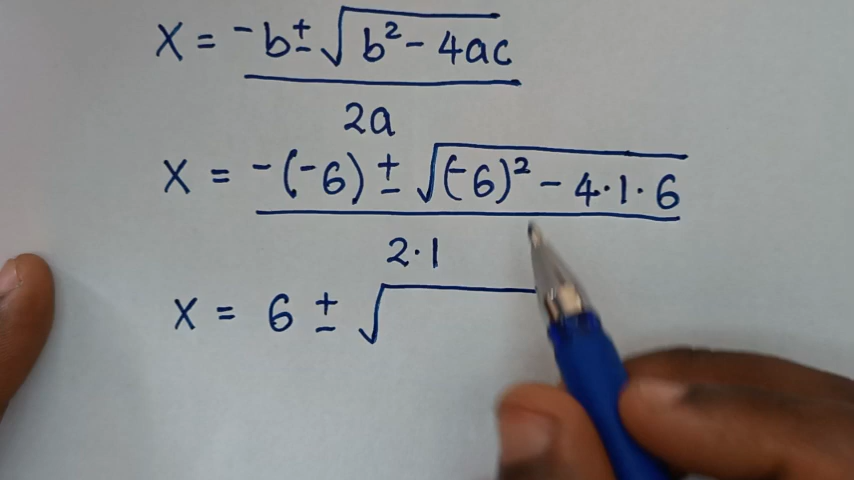 X = -b ± √b² - 4ac
2a
X = -(-6) ± √(-6)² - 4·1·6
2·1
X = 6 ± √